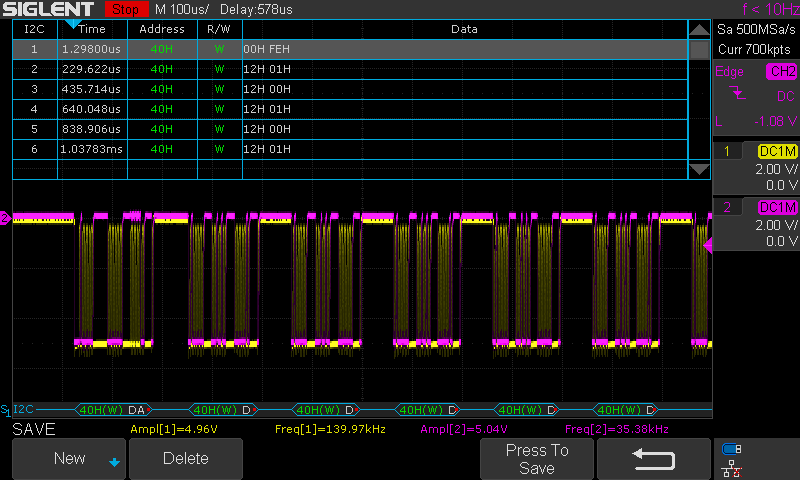 SIGLENT Stop M 100us/ Delay:578us f < 10Hz
I2C Time Address R/W Data
1 1.29800us 40H W 00H FEH
2 229.622us 40H W 12H 01H
3 435.714us 40H W 12H 00H
4 640.048us 40H W 12H 01H
5 838.906us 40H W 12H 00H
6 1.03783ms 40H W 12H 01H
Sa 500MSa/s
Curr 700kpts
Edge CH2
DC
L -1.08 V
1 DC1M
2.00 V/
0.0 V
2 DC1M
2.00 V/
0.0 V
2
S1 I2C 40H(W) DA 40H(W) D 40H(W) D 40H(W) D 40H(W) D 40H(W) D
SAVE Ampl[1]=4.96V Freq[1]=139.97kHz Ampl[2]=5.04V Freq[2]=35.38kHz
New Delete Press To
Save